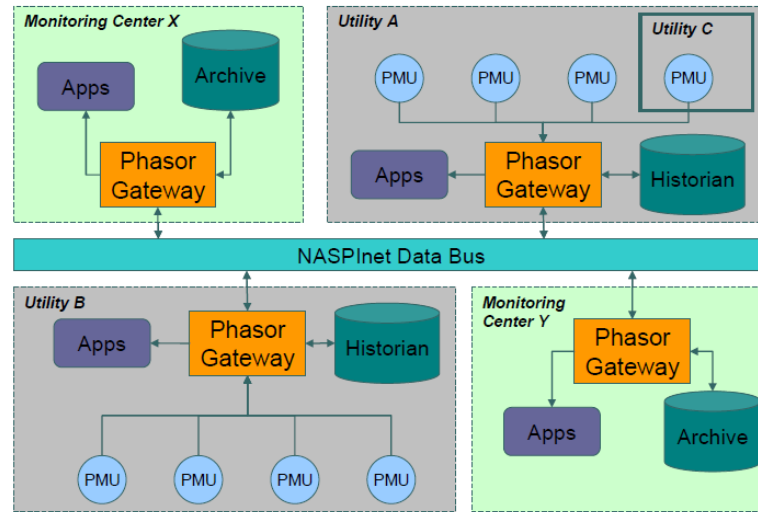 Monitoring Center X
Apps
Archive
Phasor
Gateway
Utility A
Utility C
PMU
PMU
PMU
PMU
Apps
Phasor
Gateway
Historian
NASPInet Data Bus
Utility B
Apps
Phasor
Gateway
Historian
PMU
PMU
PMU
PMU
Monitoring
Center Y
Phasor
Gateway
Apps
Archive